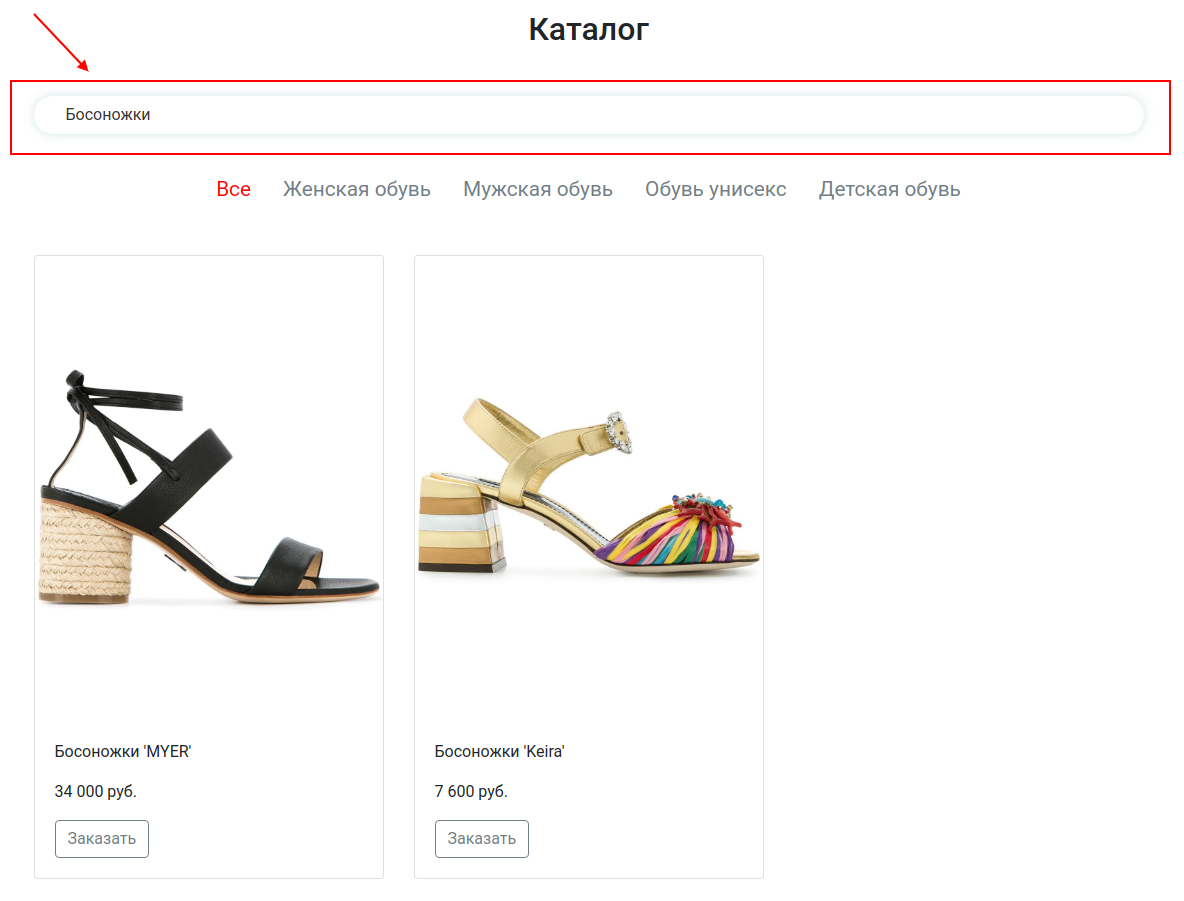 Каталог
Босоножки
Все Женская обувь Мужская обувь Обувь унисекс Детская обувь
Босоножки 'MYER'
34 000 руб.
Заказать
Босоножки 'Keira'
7 600 руб.
Заказать